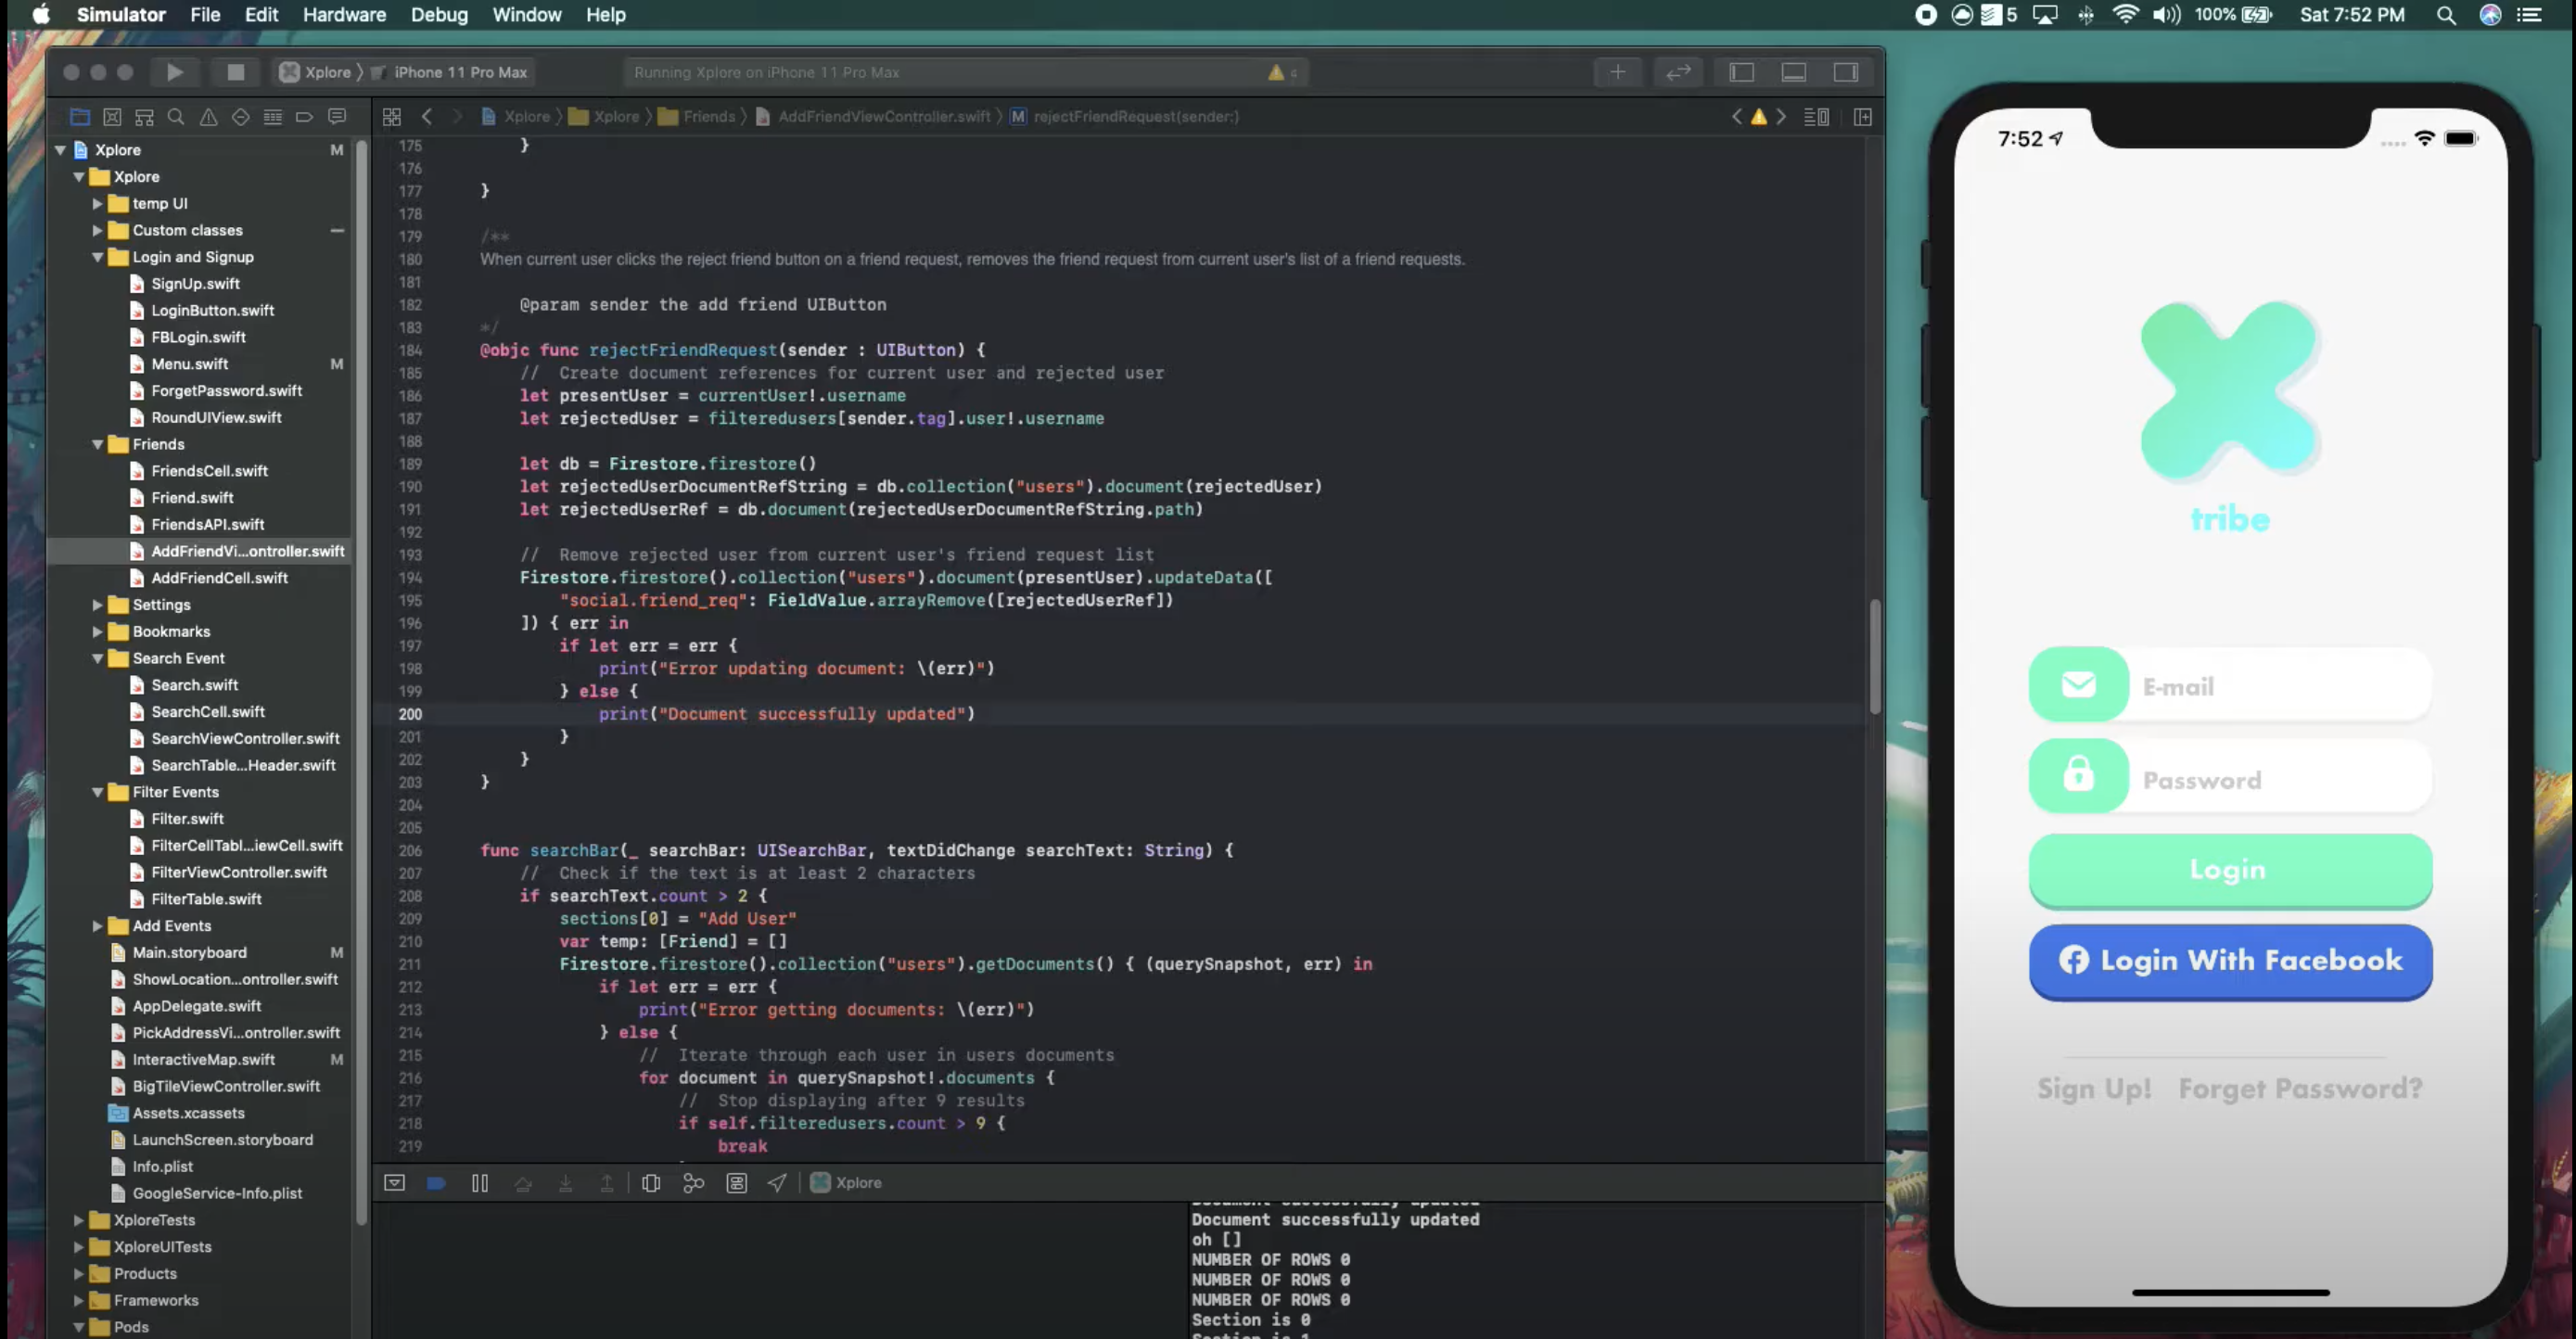 Simulator File Edit Hardware Debug Window Help
5 100% Sat 7:52 PM
Xplore iPhone 11 Pro Max
Running Xplore on iPhone 11 Pro Max
4
Xplore Xplore Friends AddFriendViewController.swift M rejectFriendRequest(sender:)
Xplore M
Xplore
temp UI
Custom classes
Login and Signup
SignUp.swift
LoginButton.swift
FBLogin.swift
Menu.swift M
ForgetPassword.swift
RoundUIView.swift
Friends
FriendsCell.swift
Friend.swift
FriendsAPI.swift
AddFriendVi...ontroller.swift
AddFriendCell.swift
Settings
Bookmarks
Search Event
Search.swift
SearchCell.swift
SearchViewController.swift
SearchTable...Header.swift
Filter Events
Filter.swift
FilterCellTabl...iewCell.swift
FilterViewController.swift
FilterTable.swift
Add Events
Main.storyboard M
ShowLocation...ontroller.swift
AppDelegate.swift
PickAddressVi...ontroller.swift
InteractiveMap.swift M
BigTileViewController.swift
Assets.xcassets
LaunchScreen.storyboard
Info.plist
GoogleService-Info.plist
XploreTests
XploreUITests
Products
Frameworks
Pods
175 }
176
177 }
178
179 /**
180 When current user clicks the reject friend button on a friend request, removes the friend request from current user's list of a friend requests.
181
182 @param sender the add friend UIButton
183 */
184 @objc func rejectFriendRequest(sender : UIButton) {
185 // Create document references for current user and rejected user
186 let presentUser = currentUser!.username
187 let rejectedUser = filteredusers[sender.tag].user!.username
188
189 let db = Firestore.firestore()
190 let rejectedUserDocumentRefString = db.collection("users").document(rejectedUser)
191 let rejectedUserRef = db.document(rejectedUserDocumentRefString.path)
192
193 // Remove rejected user from current user's friend request list
194 Firestore.firestore().collection("users").document(presentUser).updateData([
195 "social.friend_req": FieldValue.arrayRemove([rejectedUserRef])
196 ]) { err in
197 if let err = err {
198 print("Error updating document: \(err)")
199 } else {
200 print("Document successfully updated")
201 }
202 }
203 }
204
205
206 func searchBar(_ searchBar: UISearchBar, textDidChange searchText: String) {
207 // Check if the text is at least 2 characters
208 if searchText.count > 2 {
209 sections[0] = "Add User"
210 var temp: [Friend] = []
211 Firestore.firestore().collection("users").getDocuments() { (querySnapshot, err) in
212 if let err = err {
213 print("Error getting documents: \(err)")
214 } else {
215 // Iterate through each user in users documents
216 for document in querySnapshot!.documents {
217 // Stop displaying after 9 results
218 if self.filteredusers.count > 9 {
219 break
Xplore
Document successfully updated
Document successfully updated
oh []
NUMBER OF ROWS 0
NUMBER OF ROWS 0
NUMBER OF ROWS 0
Section is 0
Section is 1
7:52
tribe
E-mail
Password
Login
Login With Facebook
Sign Up! Forget Password?